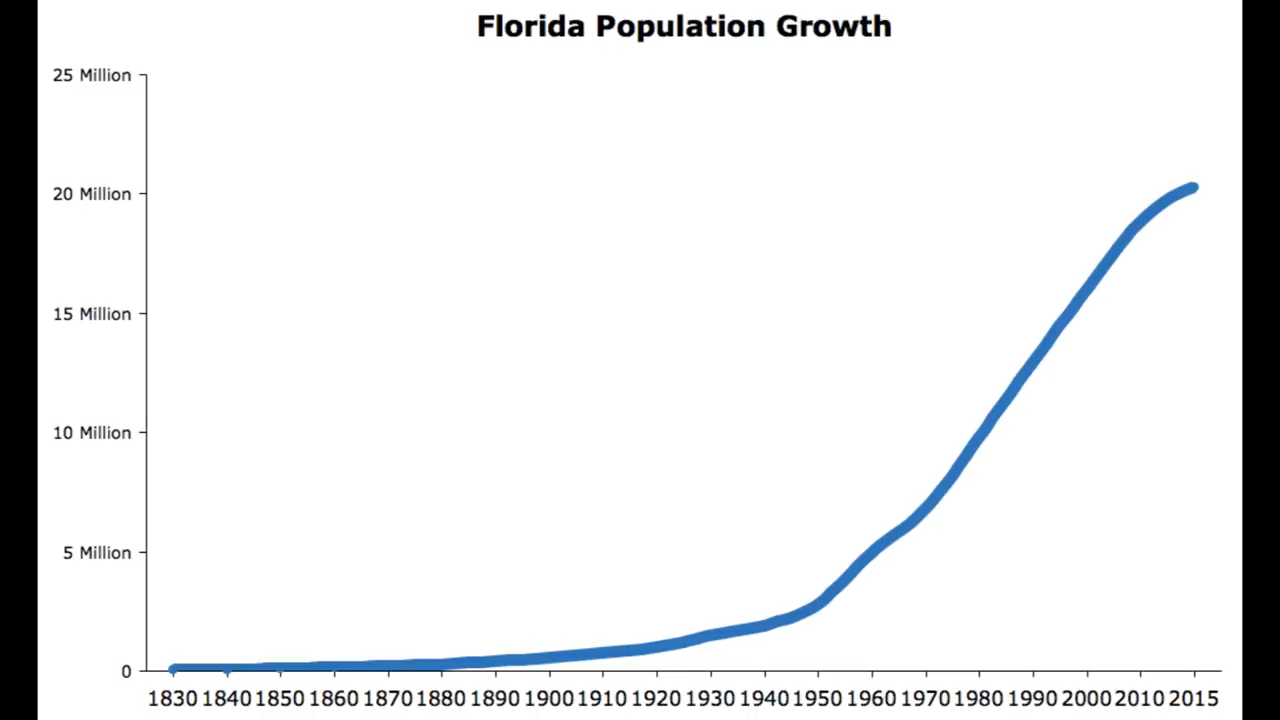 Florida Population Growth
25 Million
20 Million
15 Million
10 Million
5 Million
0
1830 1840 1850 1860 1870 1880 1890 1900 1910 1920 1930 1940 1950 1960 1970 1980 1990 2000 2010 2015